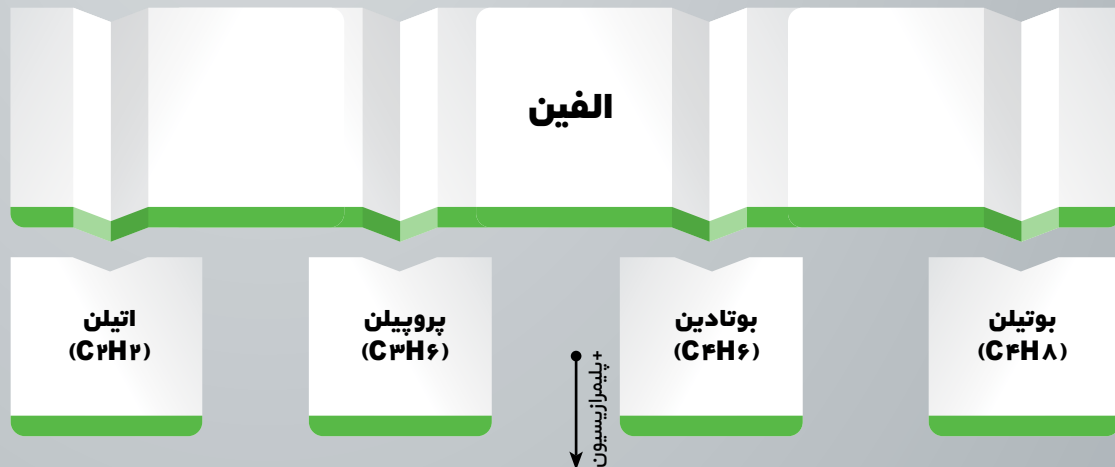 الفین
بوتیلن
(C۴H۸)
بوتادین
(C۴H۶)
پروپیلن
(C۳H۶)
اتیلن
(C۲H۲)
+پلیمرازیسیون